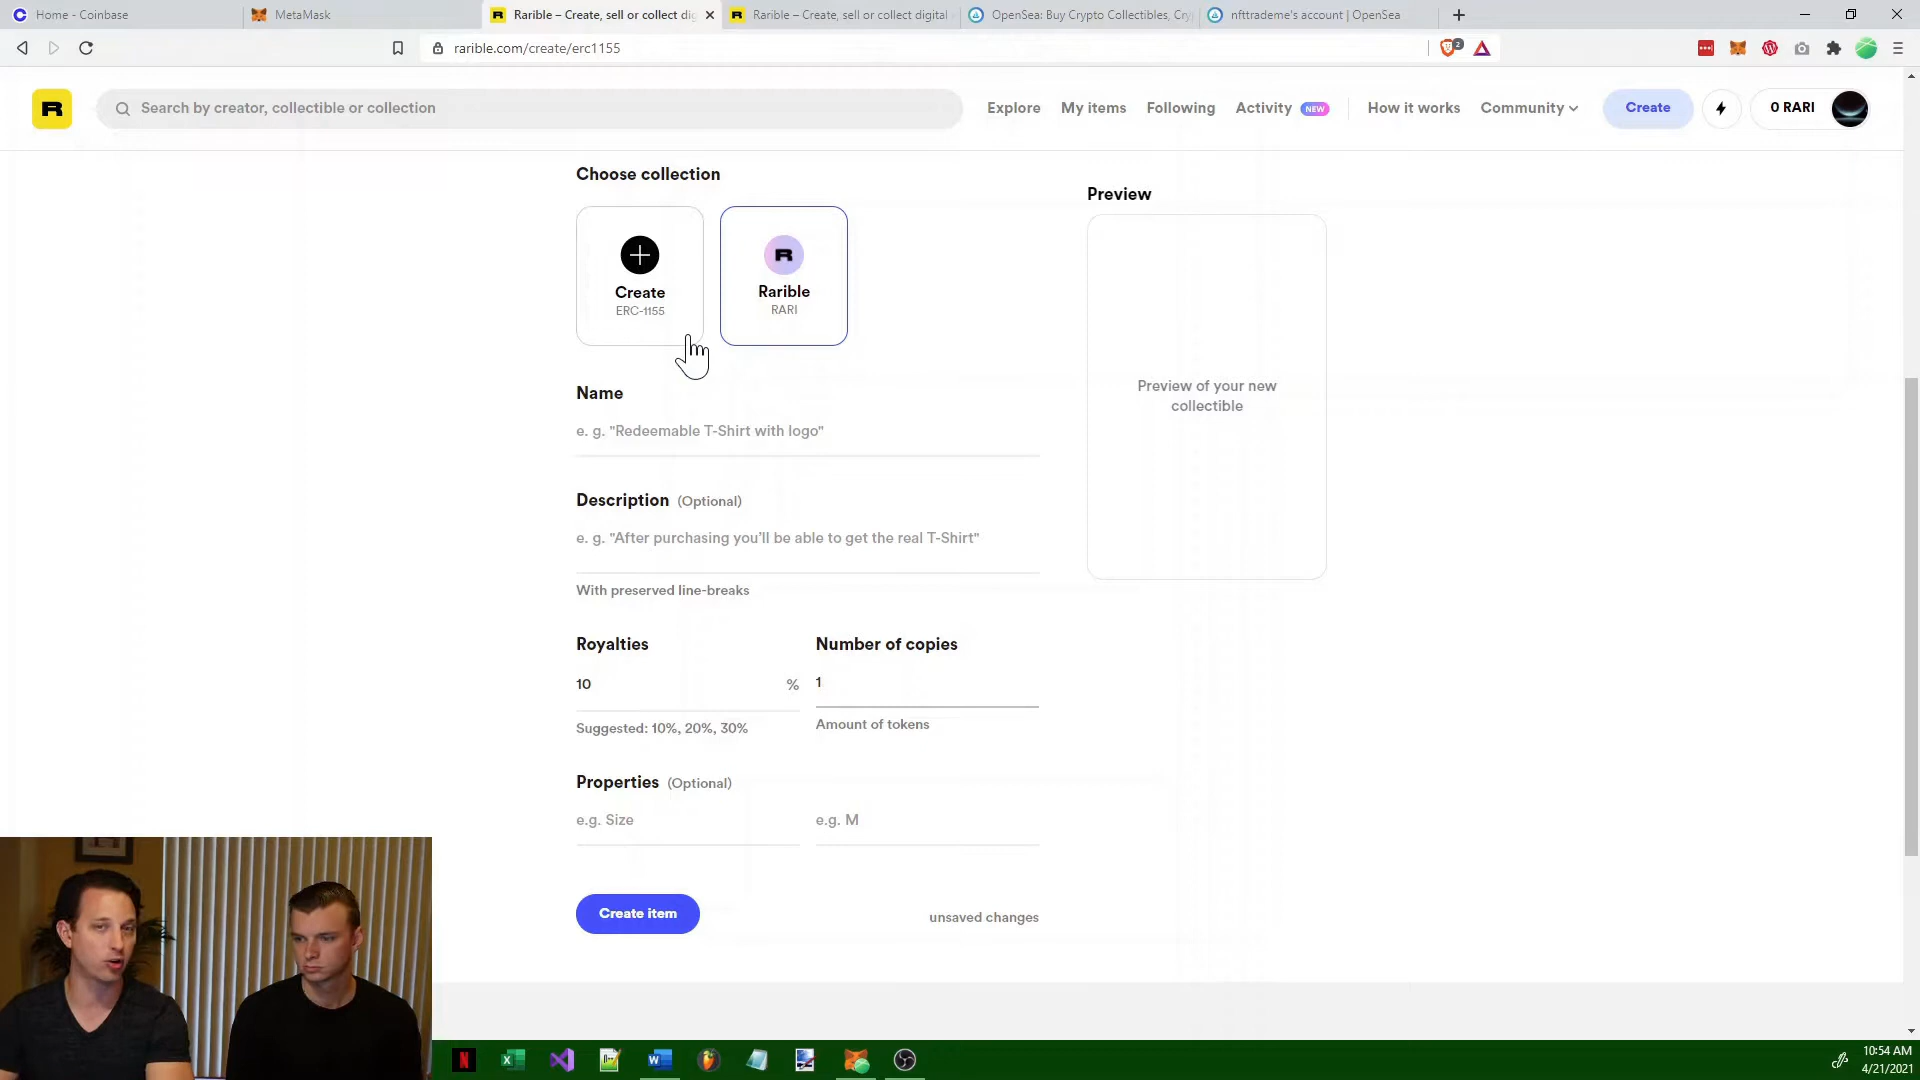 Home - Coinbase
MetaMask
Rarible – Create, sell or collect dig
Rarible – Create, sell or collect digital
OpenSea: Buy Crypto Collectibles, Cry
nfttrademe's account | OpenSea
rarible.com/create/erc1155
2
R
Search by creator, collectible or collection
Explore
My items
Following
Activity NEW
How it works
Community
Create
0 RARI
Choose collection
Create
ERC-1155
R
Rarible
RARI
Preview
Preview of your new
collectible
Name
e. g. "Redeemable T-Shirt with logo"
Description (Optional)
e. g. "After purchasing you'll be able to get the real T-Shirt"
With preserved line-breaks
Royalties
10 %
Suggested: 10%, 20%, 30%
Number of copies
1
Amount of tokens
Properties (Optional)
e.g. Size
e.g. M
Create item
unsaved changes
10:54 AM
4/21/2021